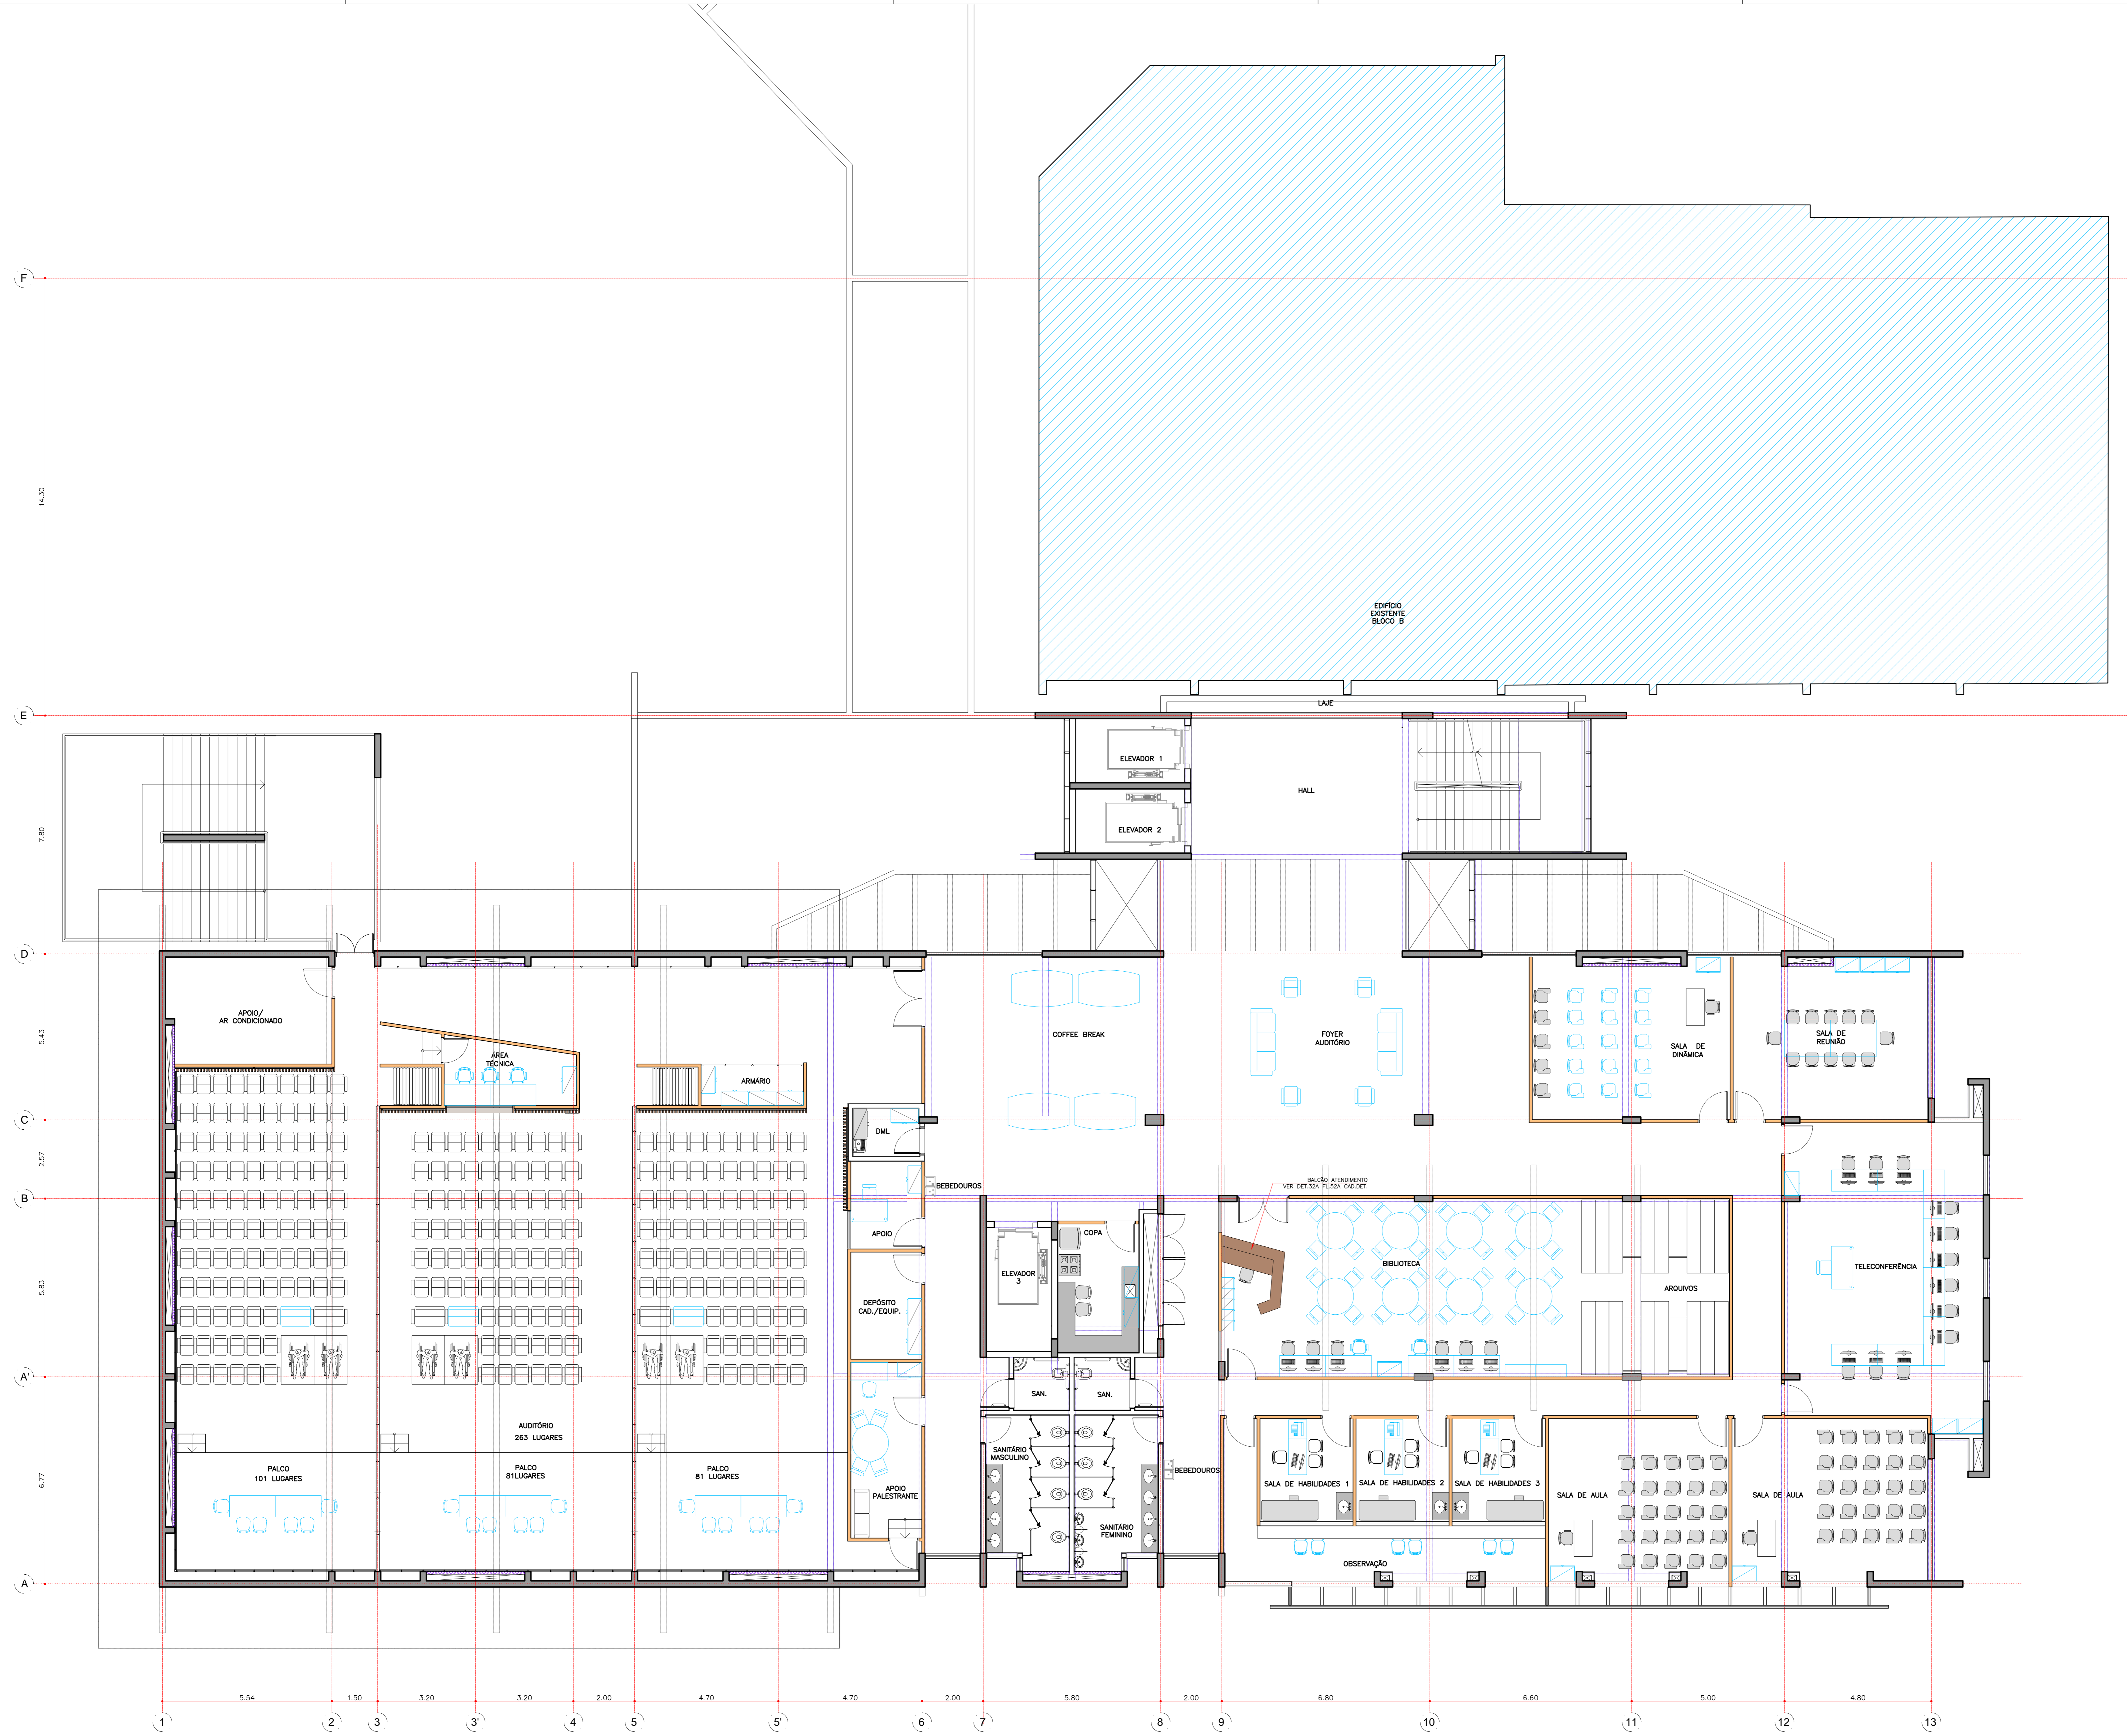 F
14.30
EDIFÍCIO
EXISTENTE
BLOCO B
E
LAJE
ELEVADOR 1
HALL
ELEVADOR 2
7.80
D
APOIO/
AR CONDICIONADO
5.43
ÁREA
TÉCNICA
ARMÁRIO
COFFEE BREAK
FOYER
AUDITÓRIO
SALA DE
DINÂMICA
SALA DE
REUNIÃO
C
DML
2.57
BEBEDOUROS
BALCÃO ATENDIMENTO
VER DET.32A FL.52A CAD.DET.
B
APOIO
COPA
ELEVADOR
3
BIBLIOTECA
TELECONFERÊNCIA
ARQUIVOS
5.83
DEPÓSITO
CAD./EQUIP.
A'
SAN.
SAN.
AUDITÓRIO
263 LUGARES
SANITÁRIO
MASCULINO
PALCO
101 LUGARES
PALCO
81LUGARES
PALCO
81 LUGARES
BEBEDOUROS
6.77
APOIO
PALESTRANTE
SALA DE HABILIDADES 1
SALA DE HABILIDADES 2
SALA DE HABILIDADES 3
SALA DE AULA
SALA DE AULA
SANITÁRIO
FEMININO
OBSERVAÇÃO
A
5.54
1.50
3.20
3.20
2.00
4.70
4.70
2.00
5.80
2.00
6.80
6.60
5.00
4.80
1
2
3
3'
4
5
5'
6
7
8
9
10
11
12
13